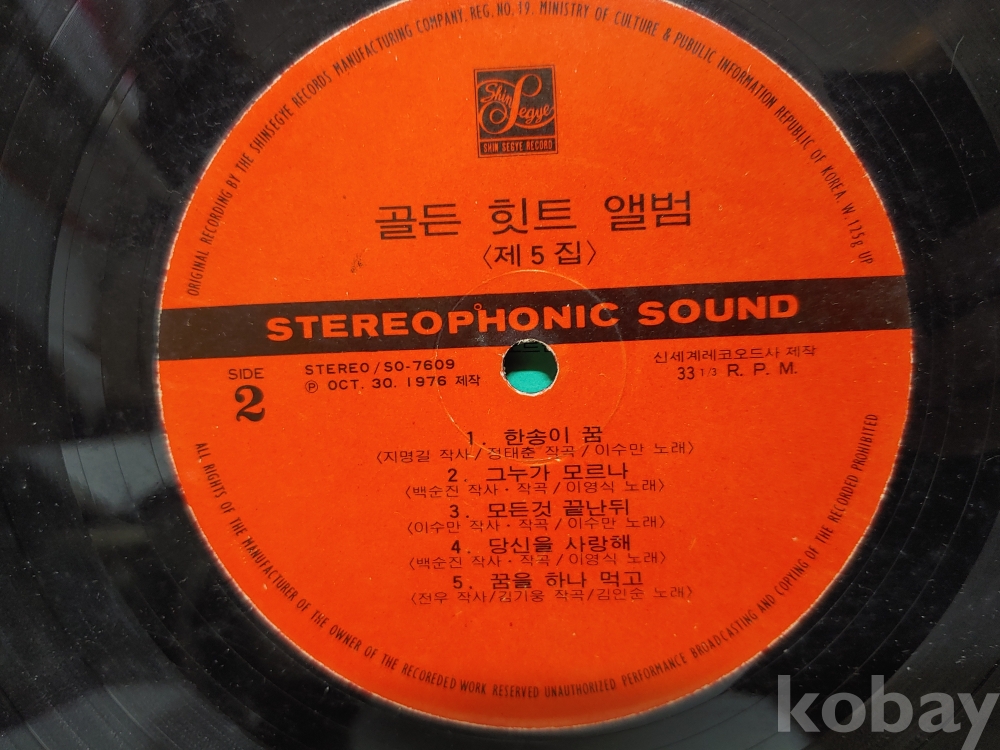 ORIGINAL RECORDING BY THE SHINSEGYE RECORDS MANUFACTURING COMPANY. REG. NO. 19. MINISTRY OF CULTURE & PUBULIC INFORMATION REPUBLIC OF KOREA. W. 125g UP
Shin Segye
SHIN SEGYE RECORD
골든 힛트 앨범
〈제5집〉
STEREOPHONIC SOUND
SIDE
2
STEREO/SO-7609
Ⓟ OCT. 30. 1976 제작
신세계레코오드사 제작
33 1/3 R. P. M.
1. 한송이 꿈
〈지명길 작사/정태춘 작곡/이수만 노래〉
2. 그누가 모르나
〈백순진 작사·작곡/이영식 노래〉
3. 모든것 끝난뒤
〈이수만 작사·작곡/이수만 노래〉
4. 당신을 사랑해
〈백순진 작사·작곡/이영식 노래〉
5. 꿈을 하나 먹고
〈전우 작사/김기웅 작곡/김인순 노래〉
ALL RIGHTS OF THE MANUFACTURER OF THE OWNER OF THE RECOREDED WORK RESERVED UNAUTHORIZED PERFORMANCE BROADCASTING AND COPYING OF THE RECORDED PROHIBITED
kobay